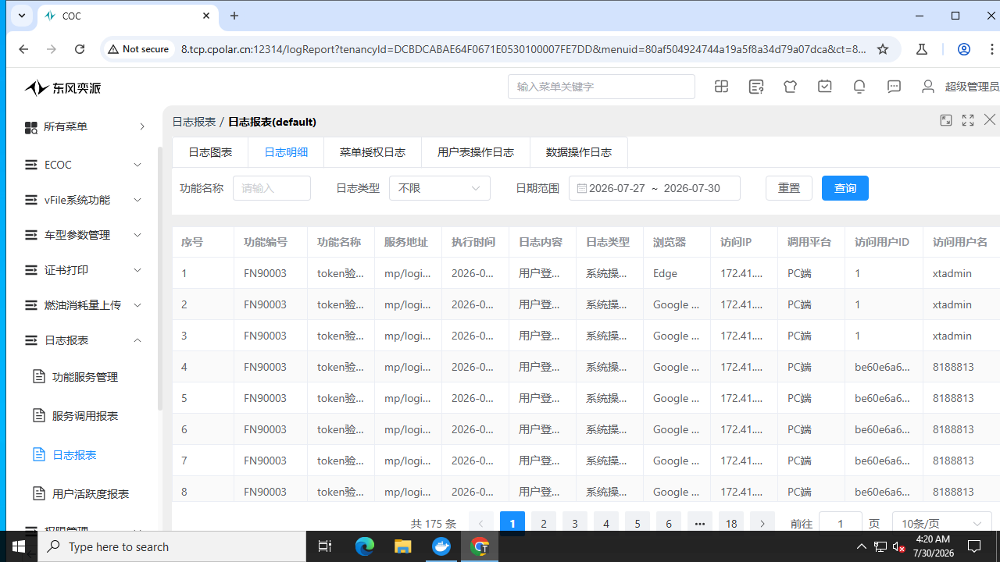 COC
Not secure
8.tcp.cpolar.cn:12314/logReport?tenancyId=DCBDCABAE64F0671E0530100007FE7DD&menuid=80af504924744a19a5f8a34d79a07dca&ct=8...
东风奕派
输入菜单关键字
超级管理员
所有菜单
ECOC
vFile系统功能
车型参数管理
证书打印
燃油消耗量上传
日志报表
功能服务管理
服务调用报表
日志报表
用户活跃度报表
权限管理
日志报表 / 日志报表(default)
日志图表 日志明细 菜单授权日志 用户表操作日志 数据操作日志
功能名称 请输入 日志类型 不限 日期范围 2026-07-27 ~ 2026-07-30 重置 查询
序号 功能编号 功能名称 服务地址 执行时间 日志内容 日志类型 浏览器 访问IP 调用平台 访问用户ID 访问用户名
1 FN90003 token验... mp/logi... 2026-0... 用户登... 系统操... Edge 172.41.... PC端 1 xtadmin
2 FN90003 token验... mp/logi... 2026-0... 用户登... 系统操... Google ... 172.41.... PC端 1 xtadmin
3 FN90003 token验... mp/logi... 2026-0... 用户登... 系统操... Google ... 172.41.... PC端 1 xtadmin
4 FN90003 token验... mp/logi... 2026-0... 用户登... 系统操... Google ... 172.41.... PC端 be60e6a6... 8188813
5 FN90003 token验... mp/logi... 2026-0... 用户登... 系统操... Google ... 172.41.... PC端 be60e6a6... 8188813
6 FN90003 token验... mp/logi... 2026-0... 用户登... 系统操... Google ... 172.41.... PC端 be60e6a6... 8188813
7 FN90003 token验... mp/logi... 2026-0... 用户登... 系统操... Google ... 172.41.... PC端 be60e6a6... 8188813
8 FN90003 token验... mp/logi... 2026-0... 用户登... 系统操... Google ... 172.41.... PC端 be60e6a6... 8188813
共 175 条 1 2 3 4 5 6 ••• 18 前往 1 页 10条/页
Type here to search
4:20 AM
7/30/2026